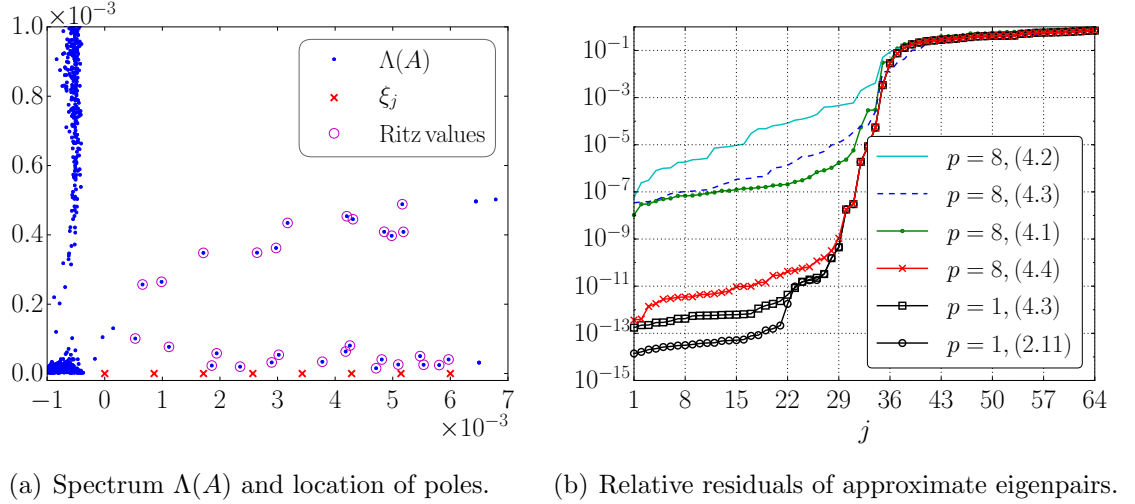 1.0 ×10⁻³
0.8
0.6
0.4
0.2
0.0
−1 0 1 2 3 4 5 6 7
×10⁻³
Λ(A)
ξⱼ
Ritz values
10⁻¹
10⁻³
10⁻⁵
10⁻⁷
10⁻⁹
10⁻¹¹
10⁻¹³
10⁻¹⁵
1 8 15 22 29 36 43 50 57 64
j
p = 8, (4.2)
p = 8, (4.3)
p = 8, (4.1)
p = 8, (4.4)
p = 1, (4.3)
p = 1, (2.11)
(a) Spectrum Λ(A) and location of poles.
(b) Relative residuals of approximate eigenpairs.